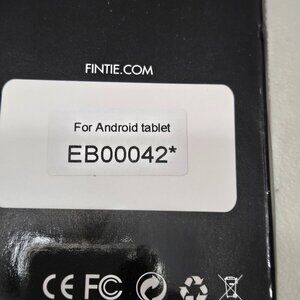 FINTIE.COM
For Android tablet
EB00042*
CE FC